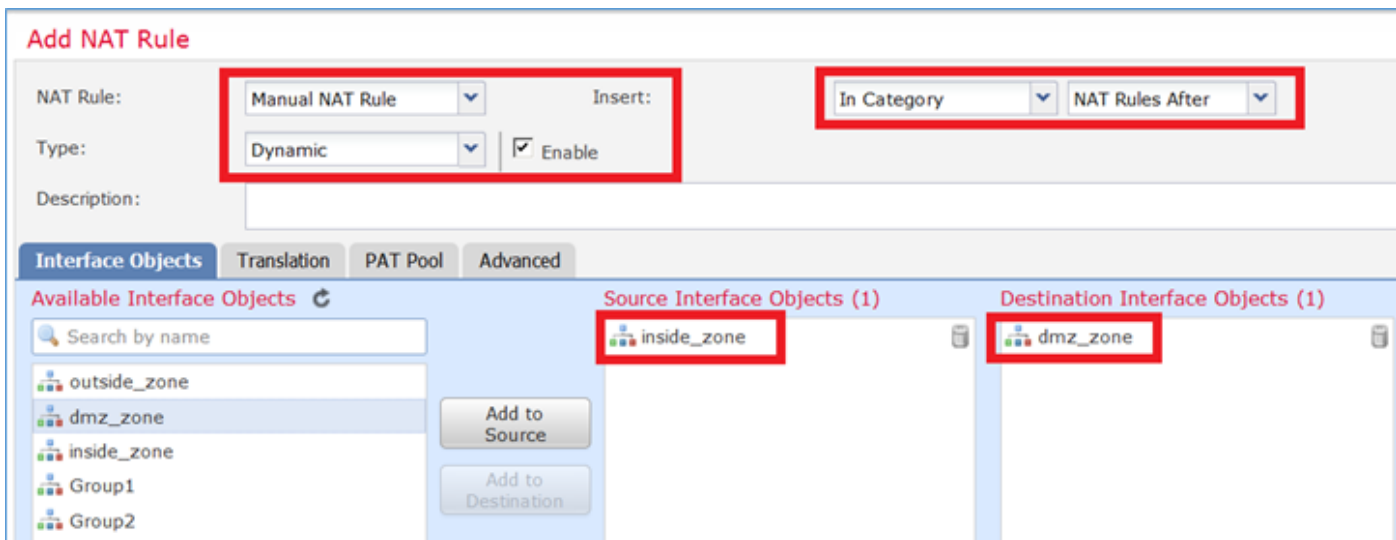 Add NAT Rule
NAT Rule: Manual NAT Rule Insert: In Category NAT Rules After
Type: Dynamic Enable
Description:
Interface Objects Translation PAT Pool Advanced
Available Interface Objects Source Interface Objects (1) Destination Interface Objects (1)
Search by name inside_zone dmz_zone
outside_zone
dmz_zone
Add to
Source
inside_zone
Group1
Add to
Destination
Group2